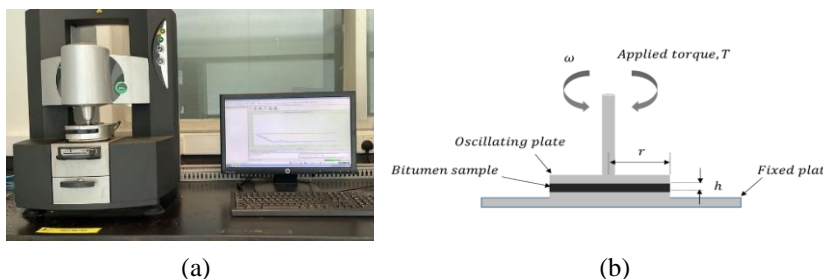 ω
Applied torque, T
Oscillating plate
r
Bitumen sample
h
Fixed plat
(a)
(b)